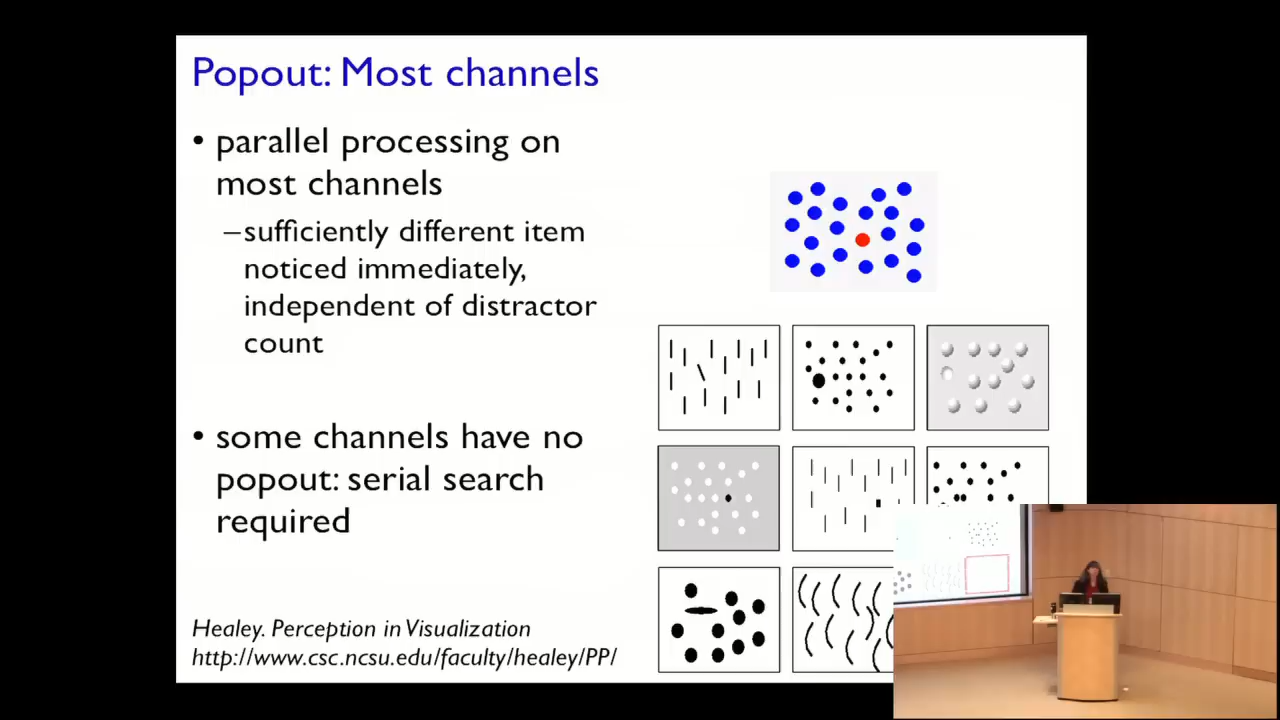 Popout: Most channels
• parallel processing on
most channels
–sufficiently different item
noticed immediately,
independent of distractor
count
• some channels have no
popout: serial search
required
Healey. Perception in Visualization
http://www.csc.ncsu.edu/faculty/healey/PP/